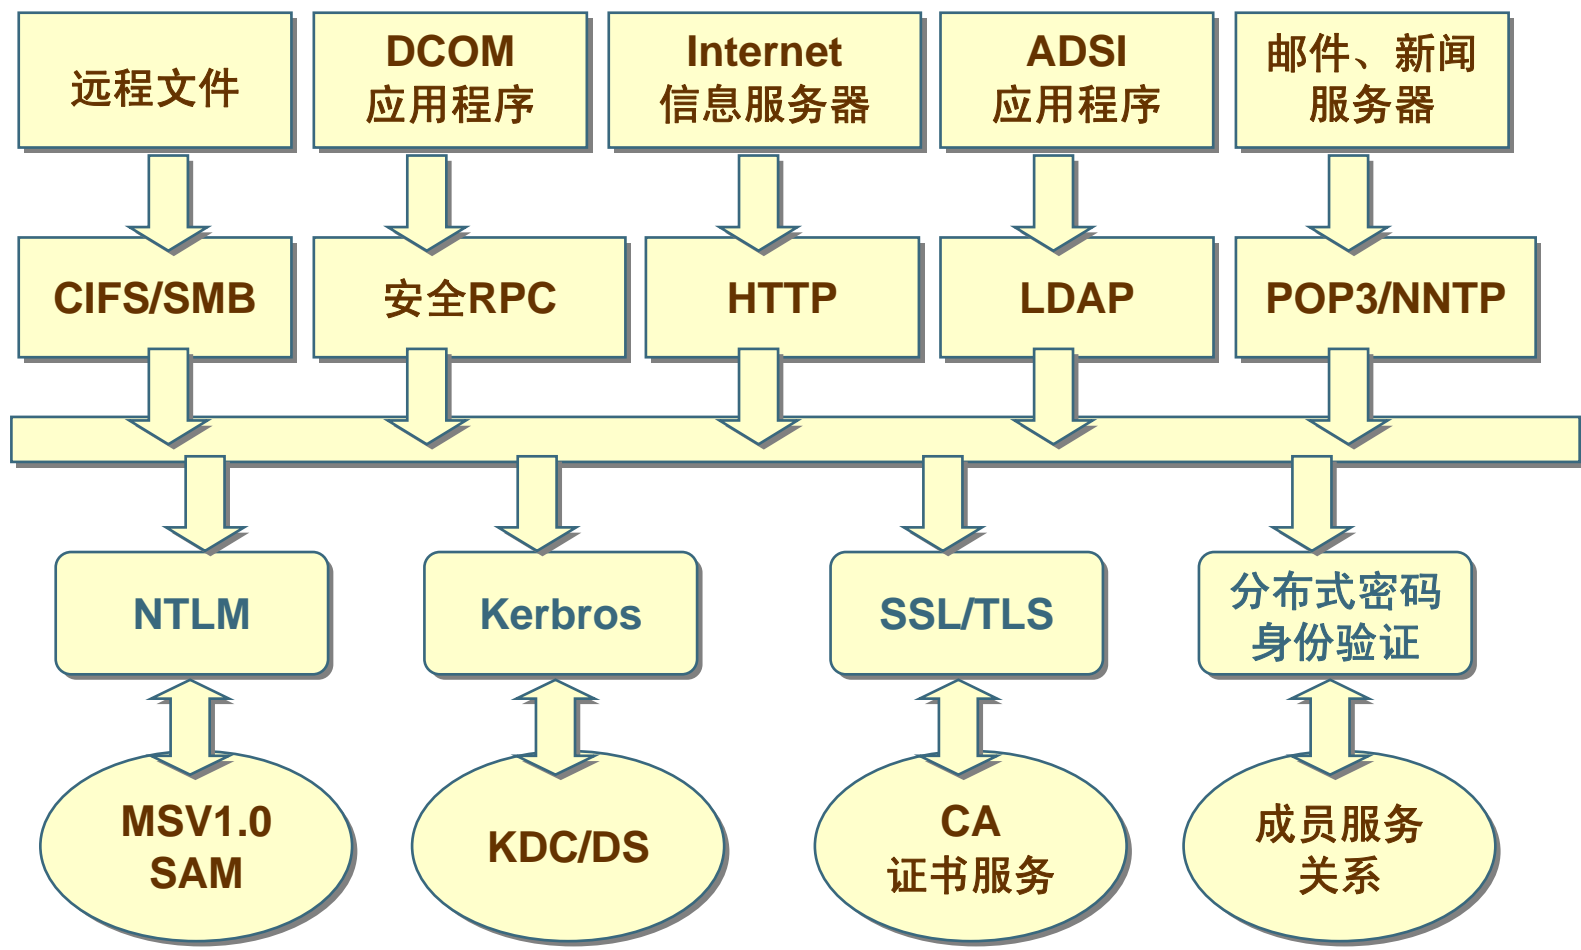 远程文件
DCOM
应用程序
Internet
信息服务器
ADSI
应用程序
邮件、新闻
服务器
CIFS/SMB
安全RPC
HTTP
LDAP
POP3/NNTP
NTLM
Kerbros
SSL/TLS
分布式密码
身份验证
MSV1.0
SAM
KDC/DS
CA
证书服务
成员服务
关系